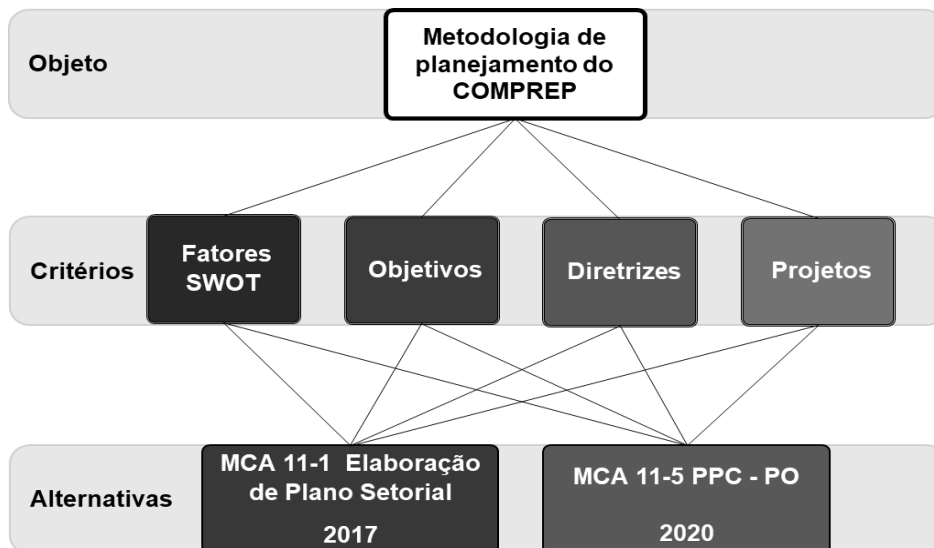 Objeto
Metodologia de
planejamento do
COMPREP
Critérios
Fatores
SWOT
Objetivos
Diretrizes
Projetos
Alternativas
MCA 11-1 Elaboração
de Plano Setorial
2017
MCA 11-5 PPC - PO
2020